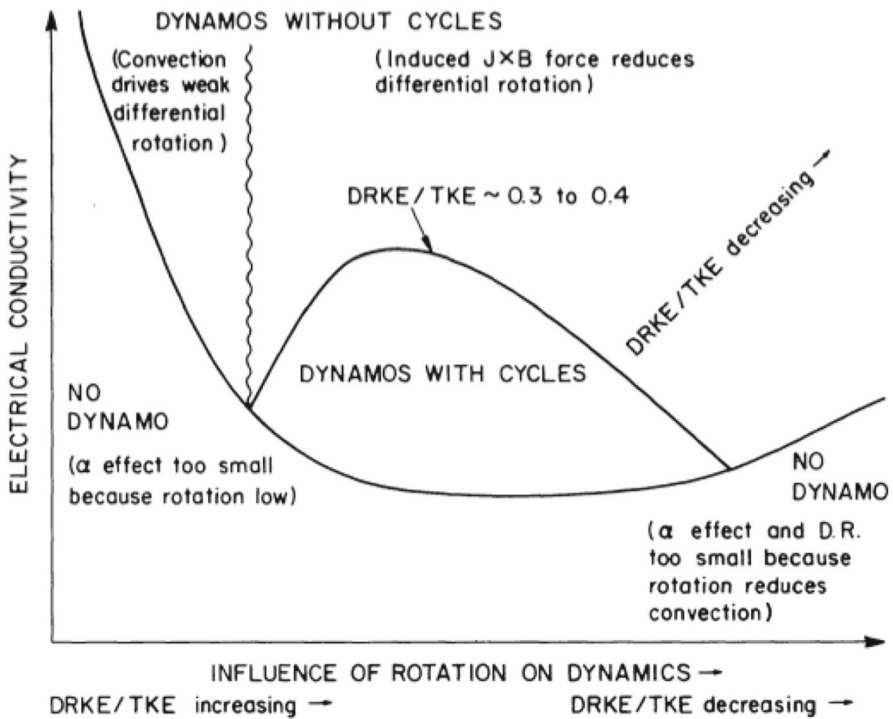 DYNAMOS WITHOUT CYCLES
(Convection
drives weak
differential
rotation)
(Induced J×B force reduces
differential rotation)
DRKE/TKE ~ 0.3 to 0.4
DRKE/TKE decreasing →
ELECTRICAL CONDUCTIVITY
DYNAMOS WITH CYCLES
NO
DYNAMO
(α effect too small
because rotation low)
NO
DYNAMO
(α effect and D.R.
too small because
rotation reduces
convection)
INFLUENCE OF ROTATION ON DYNAMICS →
DRKE/TKE increasing →
DRKE/TKE decreasing →